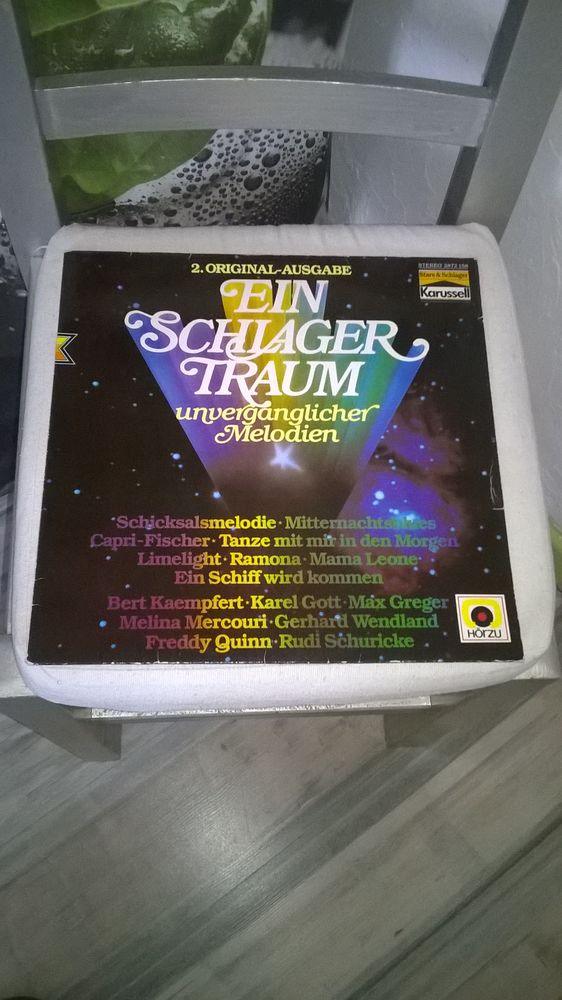 2. ORIGINAL-AUSGABE
STEREO 2872 158
Stars & Schlager
Karussell
EIN
SCHLAGER
TRAUM
unvergänglicher
Melodien
Schicksalsmelodie · Mitternachtsblues
Capri-Fischer · Tanze mit mir in den Morgen
Limelight · Ramona · Mama Leone
Ein Schiff wird kommen
Bert Kaempfert · Karel Gott · Max Greger
Melina Mercouri · Gerhard Wendland
Freddy Quinn · Rudi Schuricke
HÖRZU